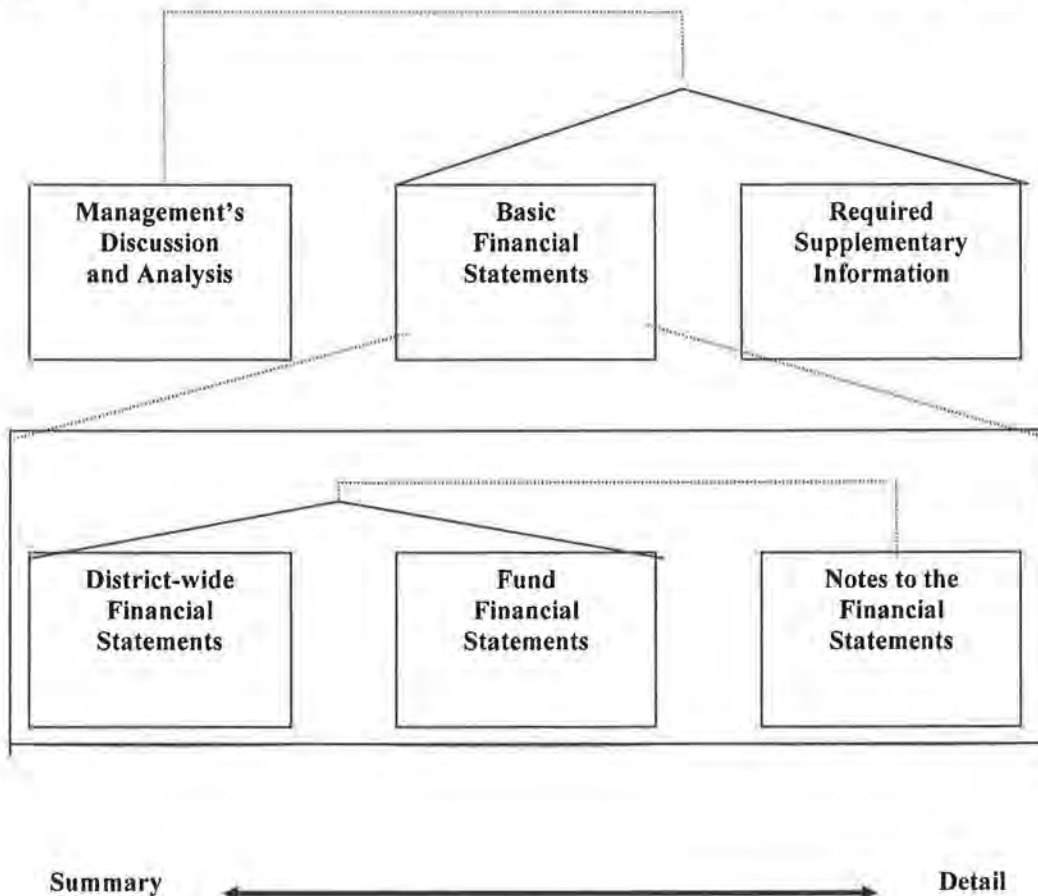 Management's
Discussion
and Analysis
Basic
Financial
Statements
Required
Supplementary
Information
District-wide
Financial
Statements
Fund
Financial
Statements
Notes to the
Financial
Statements
Summary
Detail